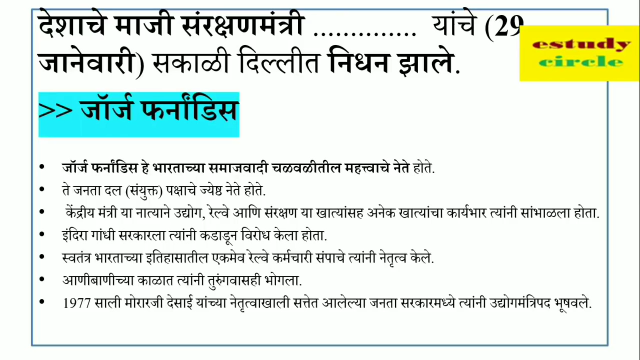 देशाचे माजी संरक्षणमंत्री .............. यांचे (29
जानेवारी) सकाळी दिल्लीत निधन झाले.
>> जॉर्ज फर्नांडिस
estudy
circle
• जॉर्ज फर्नांडिस हे भारताच्या समाजवादी चळवळीतील महत्त्वाचे नेते होते.
• ते जनता दल (संयुक्त) पक्षाचे ज्येष्ठ नेते होते.
• केंद्रीय मंत्री या नात्याने उद्योग, रेल्वे आणि संरक्षण या खात्यांसह अनेक खात्यांचा कार्यभार त्यांनी सांभाळला होता.
• इंदिरा गांधी सरकारला त्यांनी कडाडून विरोध केला होता.
• स्वतंत्र भारताच्या इतिहासातील एकमेव रेल्वे कर्मचारी संपाचे त्यांनी नेतृत्व केले.
• आणीबाणीच्या काळात त्यांनी तुरुंगवासही भोगला.
• 1977 साली मोरारजी देसाई यांच्या नेतृत्वाखाली सत्तेत आलेल्या जनता सरकारमध्ये त्यांनी उद्योगमंत्रिपद भूषवले.